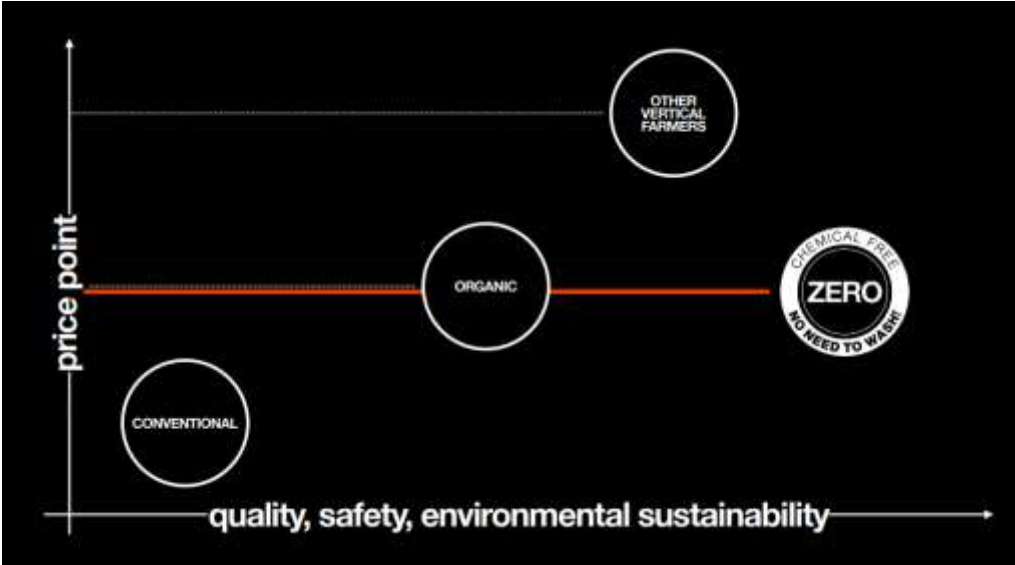 OTHER
VERTICAL
FARMERS
CHEMICAL FREE
ZERO
NO NEED TO WASH!
ORGANIC
price point
CONVENTIONAL
quality, safety, environmental sustainability